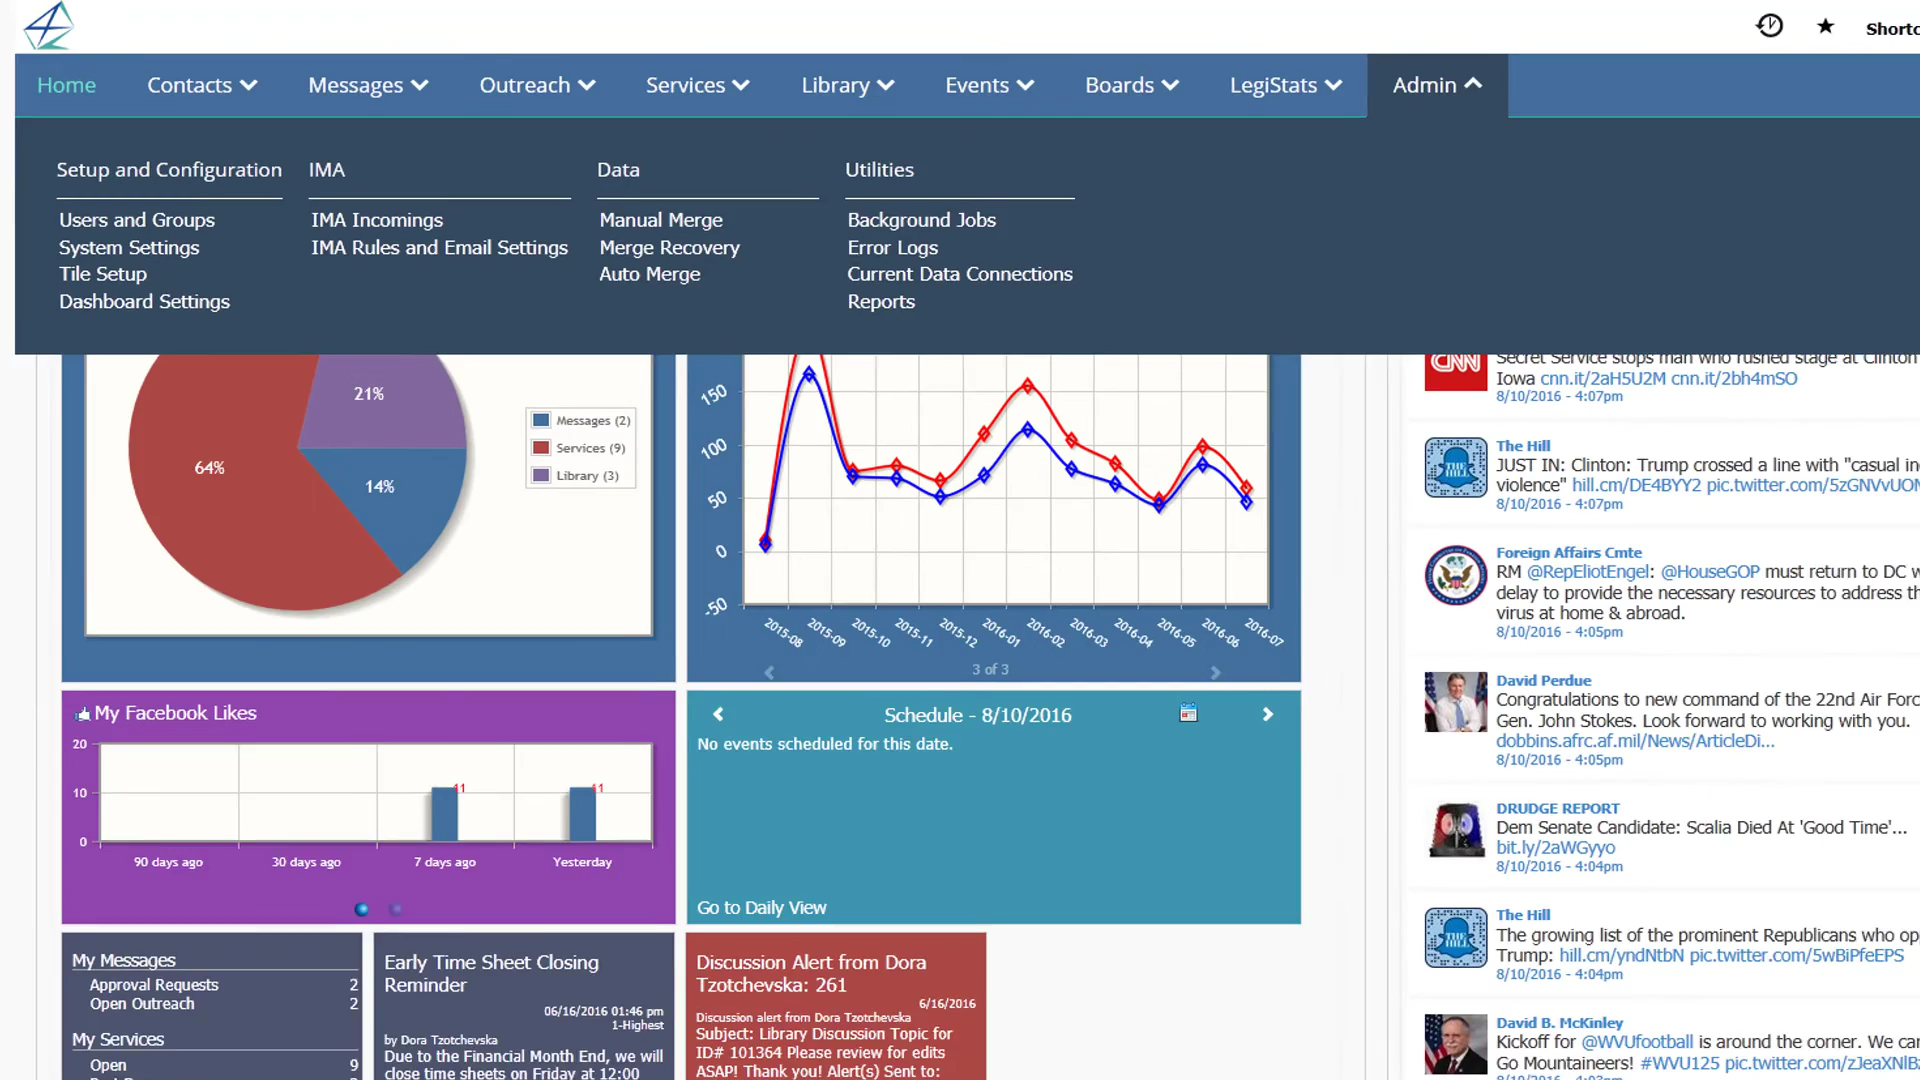 Shortc
Home Contacts Messages Outreach Services Library Events Boards LegiStats Admin
Setup and Configuration
Users and Groups
System Settings
Tile Setup
Dashboard Settings
IMA
IMA Incomings
IMA Rules and Email Settings
Data
Manual Merge
Merge Recovery
Auto Merge
Utilities
Background Jobs
Error Logs
Current Data Connections
Reports
21%
64%
14%
Messages (2)
Services (9)
Library (3)
150
100
50
0
-50
2015-08 2015-09 2015-10 2015-11 2015-12 2016-01 2016-02 2016-03 2016-04 2016-05 2016-06 2016-07
3 of 3
My Facebook Likes
20
10
0
11
11
90 days ago 30 days ago 7 days ago Yesterday
Schedule - 8/10/2016
No events scheduled for this date.
Go to Daily View
My Messages
Approval Requests 2
Open Outreach 2
My Services
Open 9
Early Time Sheet Closing
Reminder
06/16/2016 01:46 pm
1-Highest
by Dora Tzotchevska
Due to the Financial Month End, we will
close time sheets on Friday at 12:00
Discussion Alert from Dora
Tzotchevska: 261
6/16/2016
Discussion alert from Dora Tzotchevska
Subject: Library Discussion Topic for
ID# 101364 Please review for edits
ASAP! Thank you! Alert(s) Sent to:
CNN
Secret Service stops man who rushed stage at Clinton
Iowa cnn.it/2aH5U2M cnn.it/2bh4mSO
8/10/2016 - 4:07pm
THE HILL
The Hill
JUST IN: Clinton: Trump crossed a line with "casual in
violence" hill.cm/DE4BYY2 pic.twitter.com/5zGNVvUON
8/10/2016 - 4:07pm
Foreign Affairs Cmte
RM @RepEliotEngel: @HouseGOP must return to DC w
delay to provide the necessary resources to address th
virus at home & abroad.
8/10/2016 - 4:05pm
David Perdue
Congratulations to new command of the 22nd Air Forc
Gen. John Stokes. Look forward to working with you.
dobbins.afrc.af.mil/News/ArticleDi...
8/10/2016 - 4:05pm
DRUDGE REPORT
Dem Senate Candidate: Scalia Died At 'Good Time'...
bit.ly/2aWGyyo
8/10/2016 - 4:04pm
THE HILL
The Hill
The growing list of the prominent Republicans who op
Trump: hill.cm/yndNtbN pic.twitter.com/5wBiPfeEPS
8/10/2016 - 4:04pm
David B. McKinley
Kickoff for @WVUfootball is around the corner. We ca
Go Mountaineers! #WVU125 pic.twitter.com/zJeaXNlB